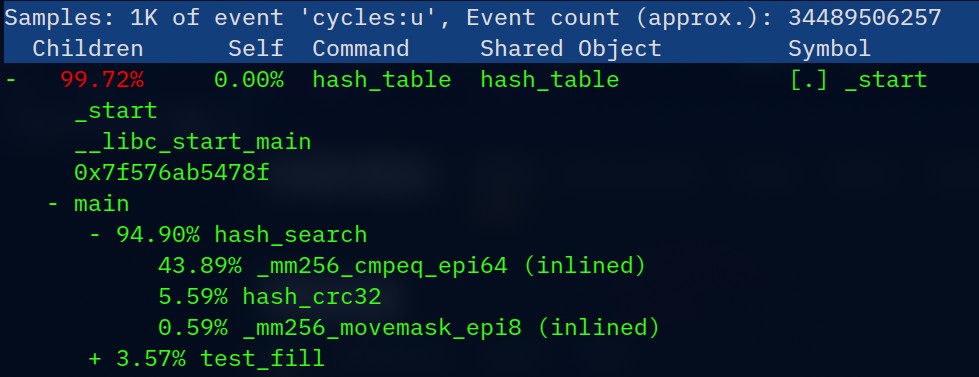 Samples: 1K of event 'cycles:u', Event count (approx.): 34489506257
Children Self Command Shared Object Symbol
- 99.72% 0.00% hash_table hash_table [.] _start
_start
__libc_start_main
0x7f576ab5478f
- main
- 94.90% hash_search
43.89% _mm256_cmpeq_epi64 (inlined)
5.59% hash_crc32
0.59% _mm256_movemask_epi8 (inlined)
+ 3.57% test_fill